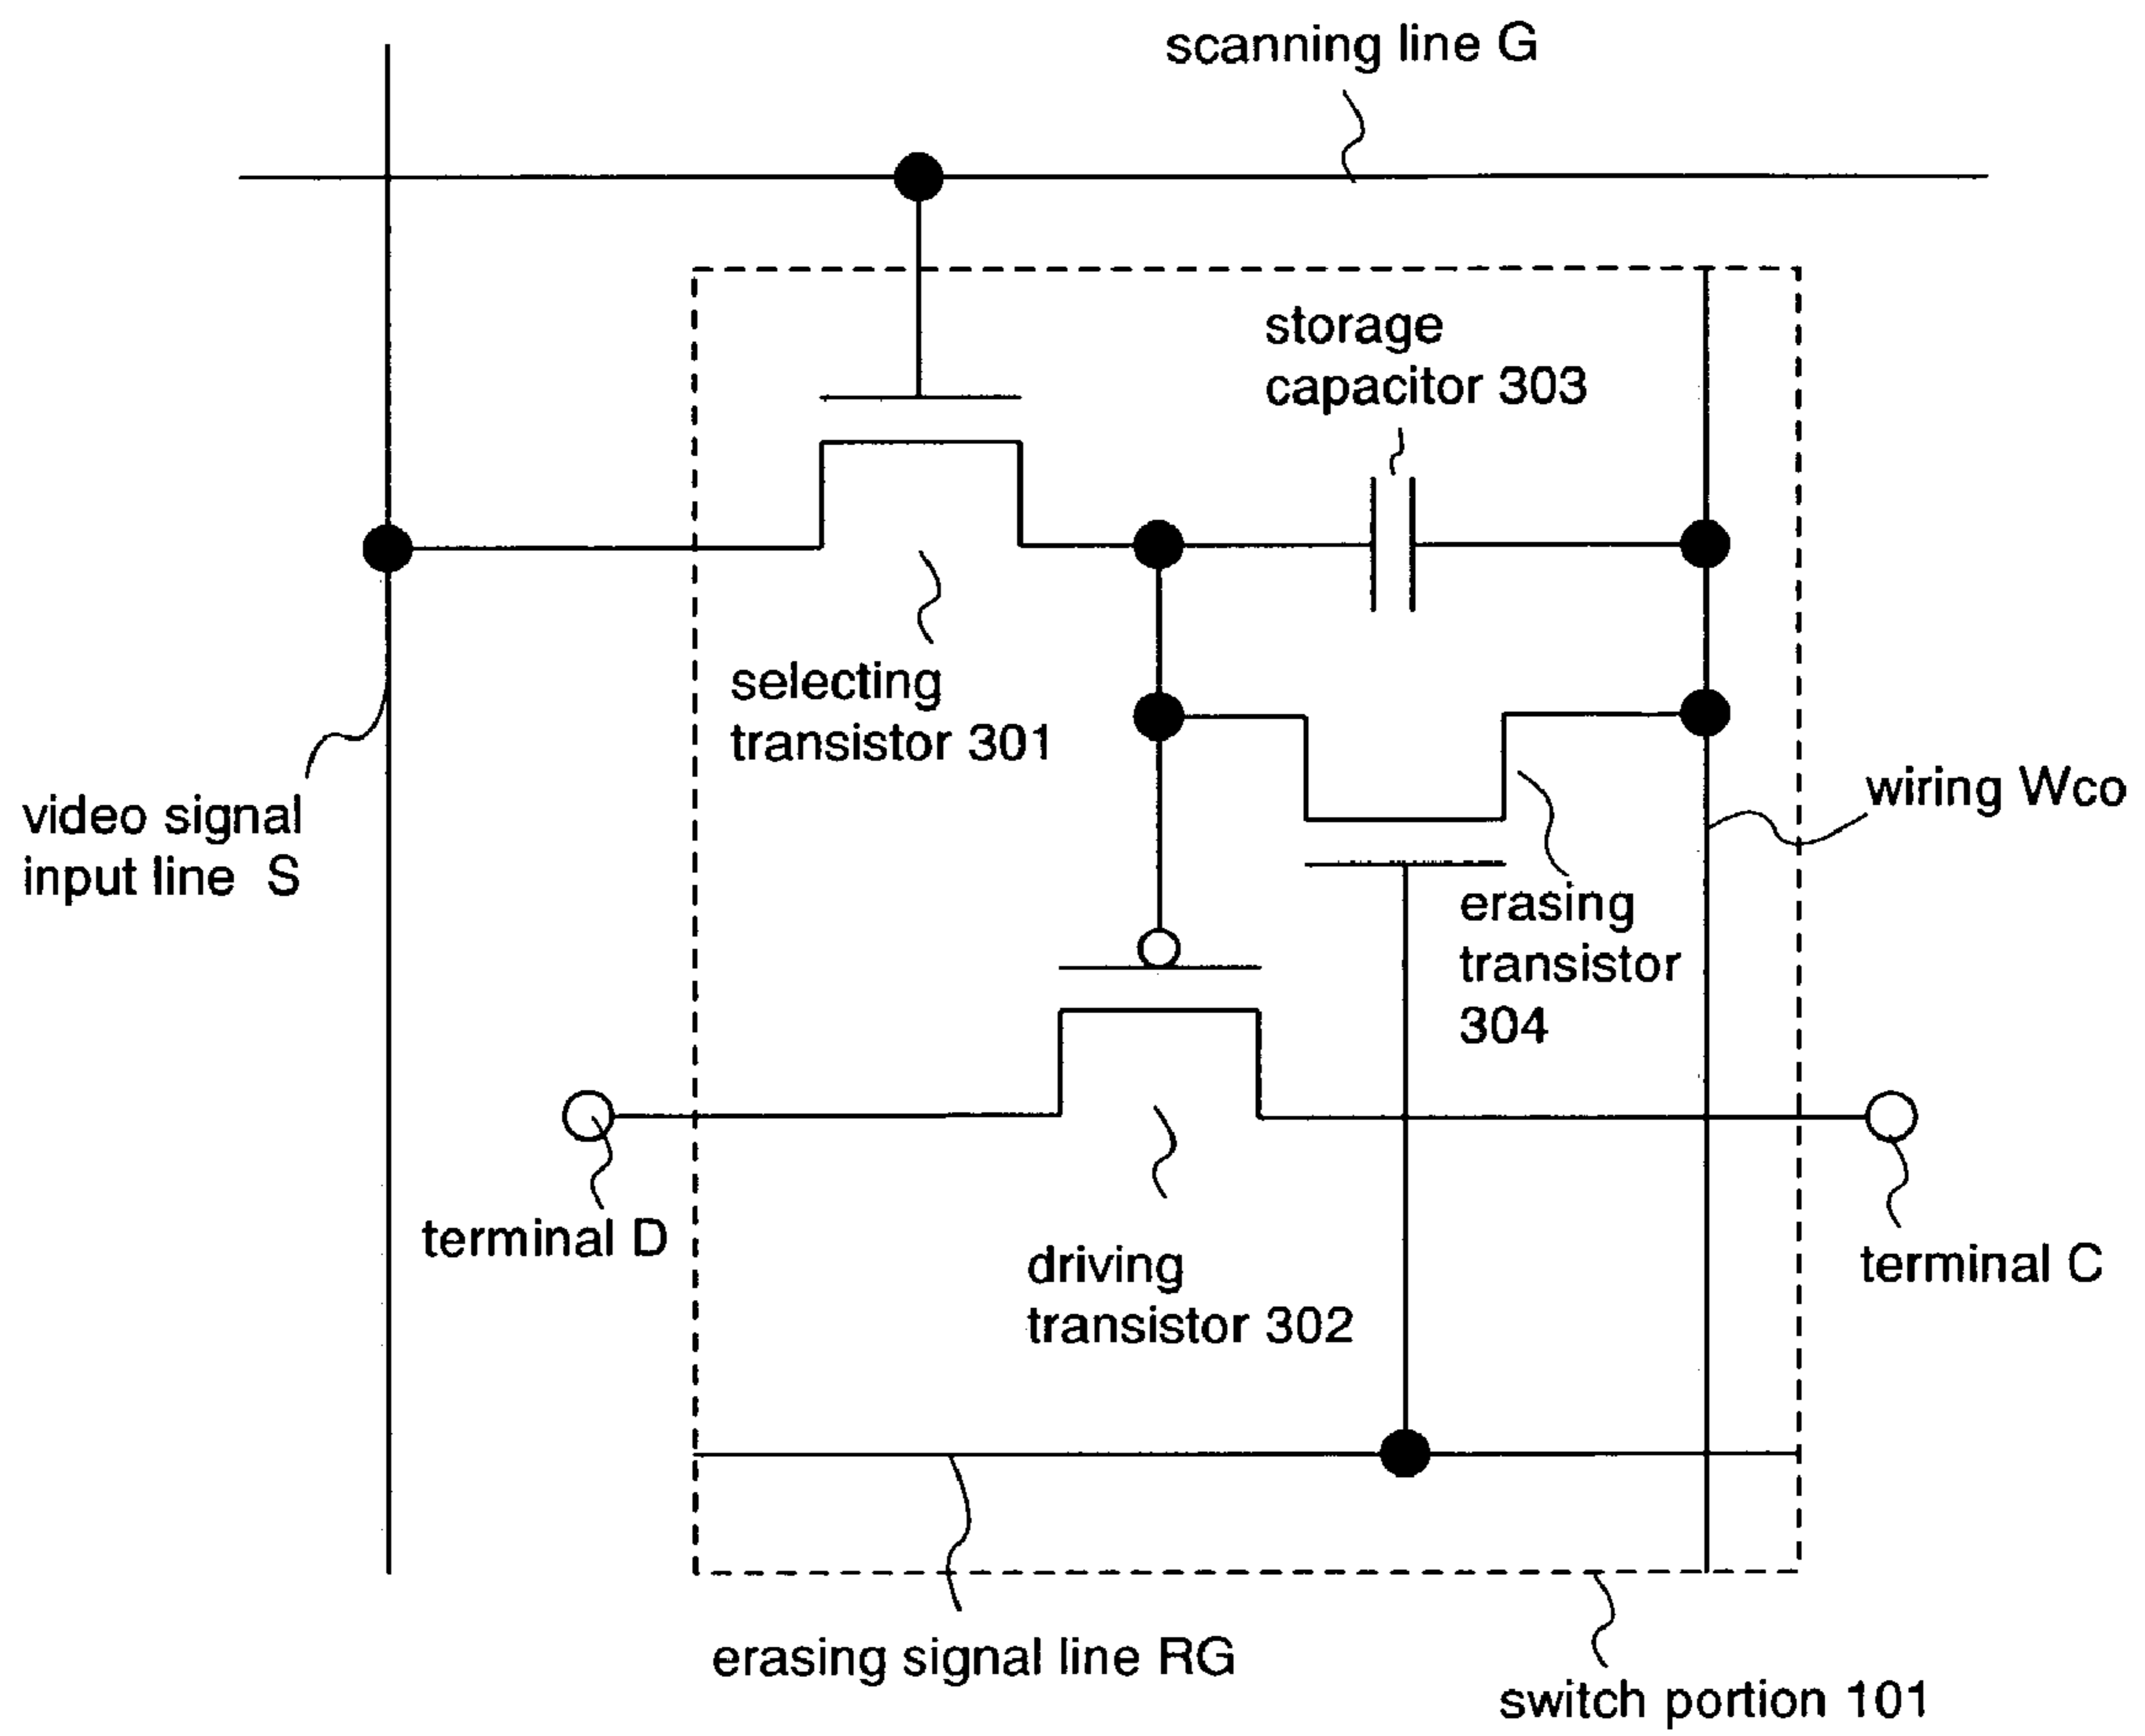 scanning line G
storage
capacitor 303
selecting
transistor 301
video signal
input line S
wiring Wco
erasing
transistor
304
terminal D
driving
transistor 302
terminal C
erasing signal line RG
switch portion 101